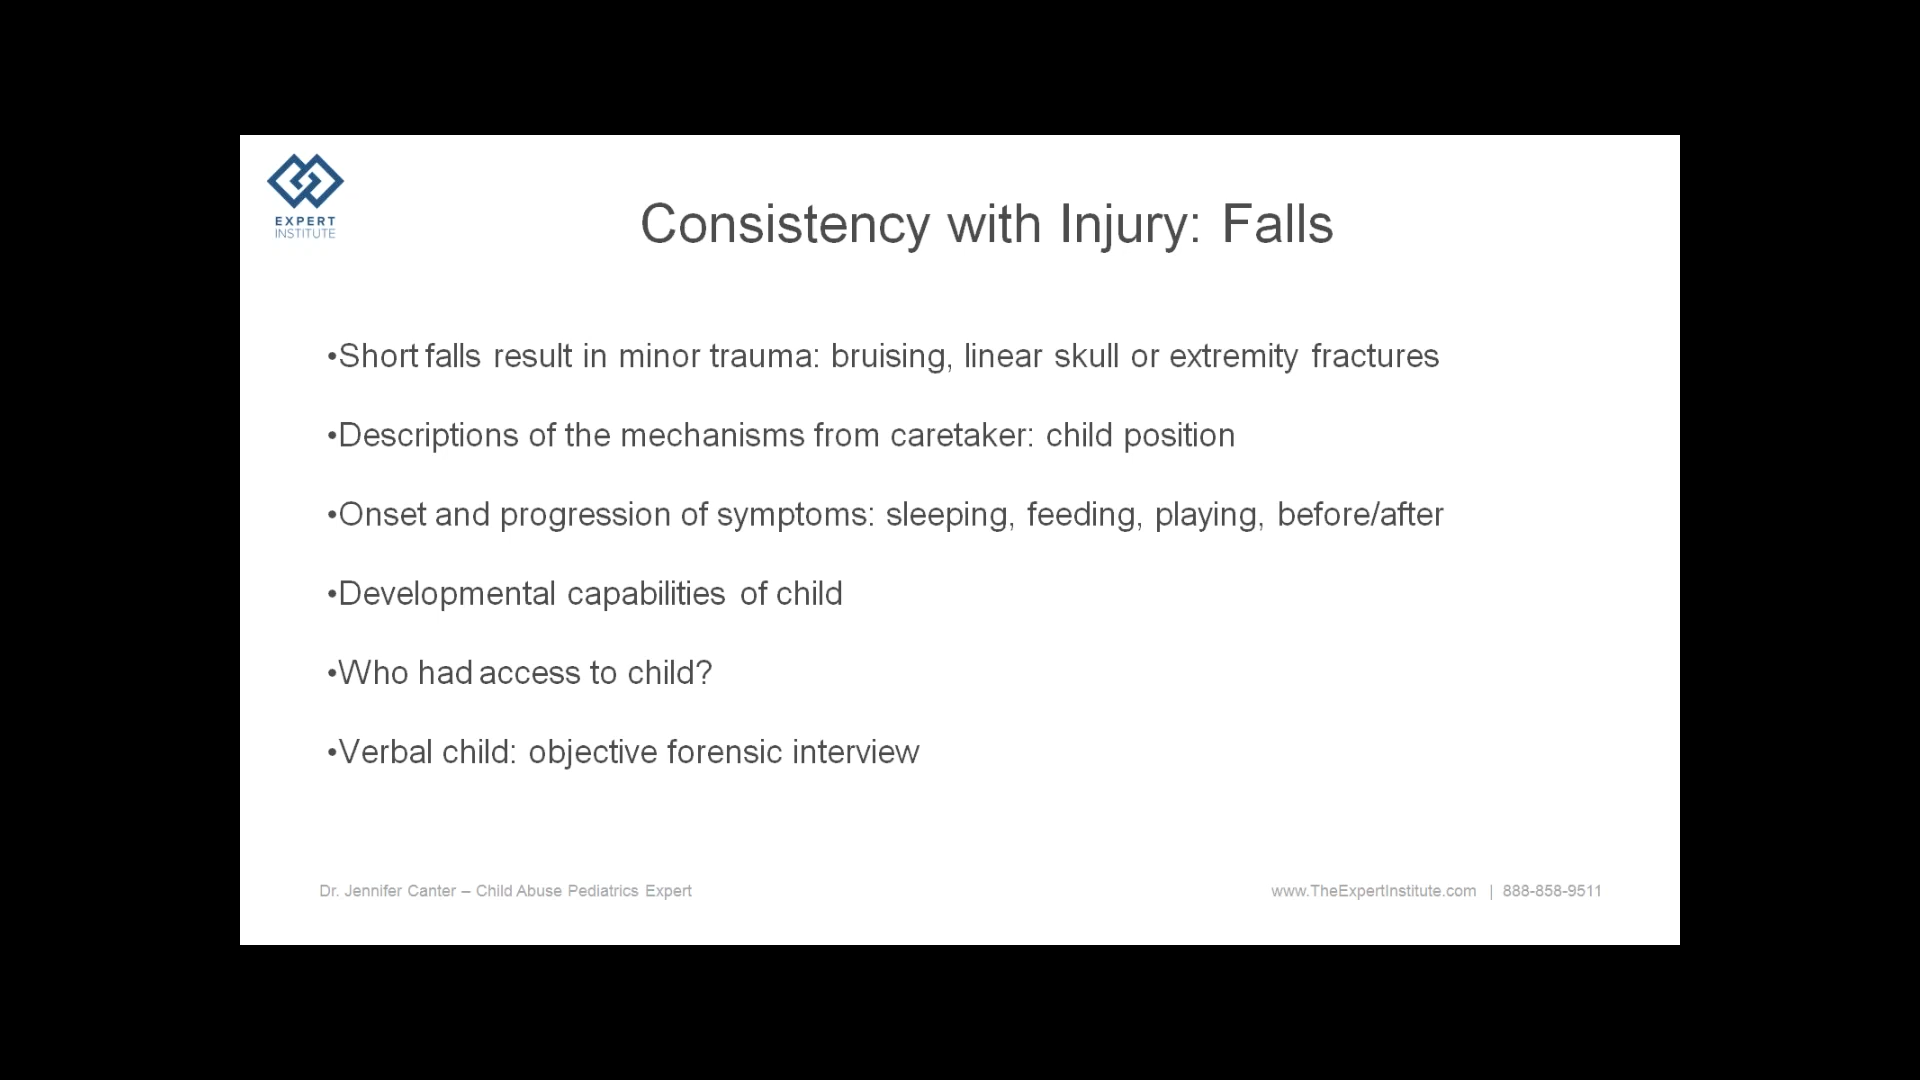 EXPERT
INSTITUTE
Consistency with Injury: Falls
•Short falls result in minor trauma: bruising, linear skull or extremity fractures
•Descriptions of the mechanisms from caretaker: child position
•Onset and progression of symptoms: sleeping, feeding, playing, before/after
•Developmental capabilities of child
•Who had access to child?
•Verbal child: objective forensic interview
Dr. Jennifer Canter – Child Abuse Pediatrics Expert
www.TheExpertInstitute.com | 888-858-9511